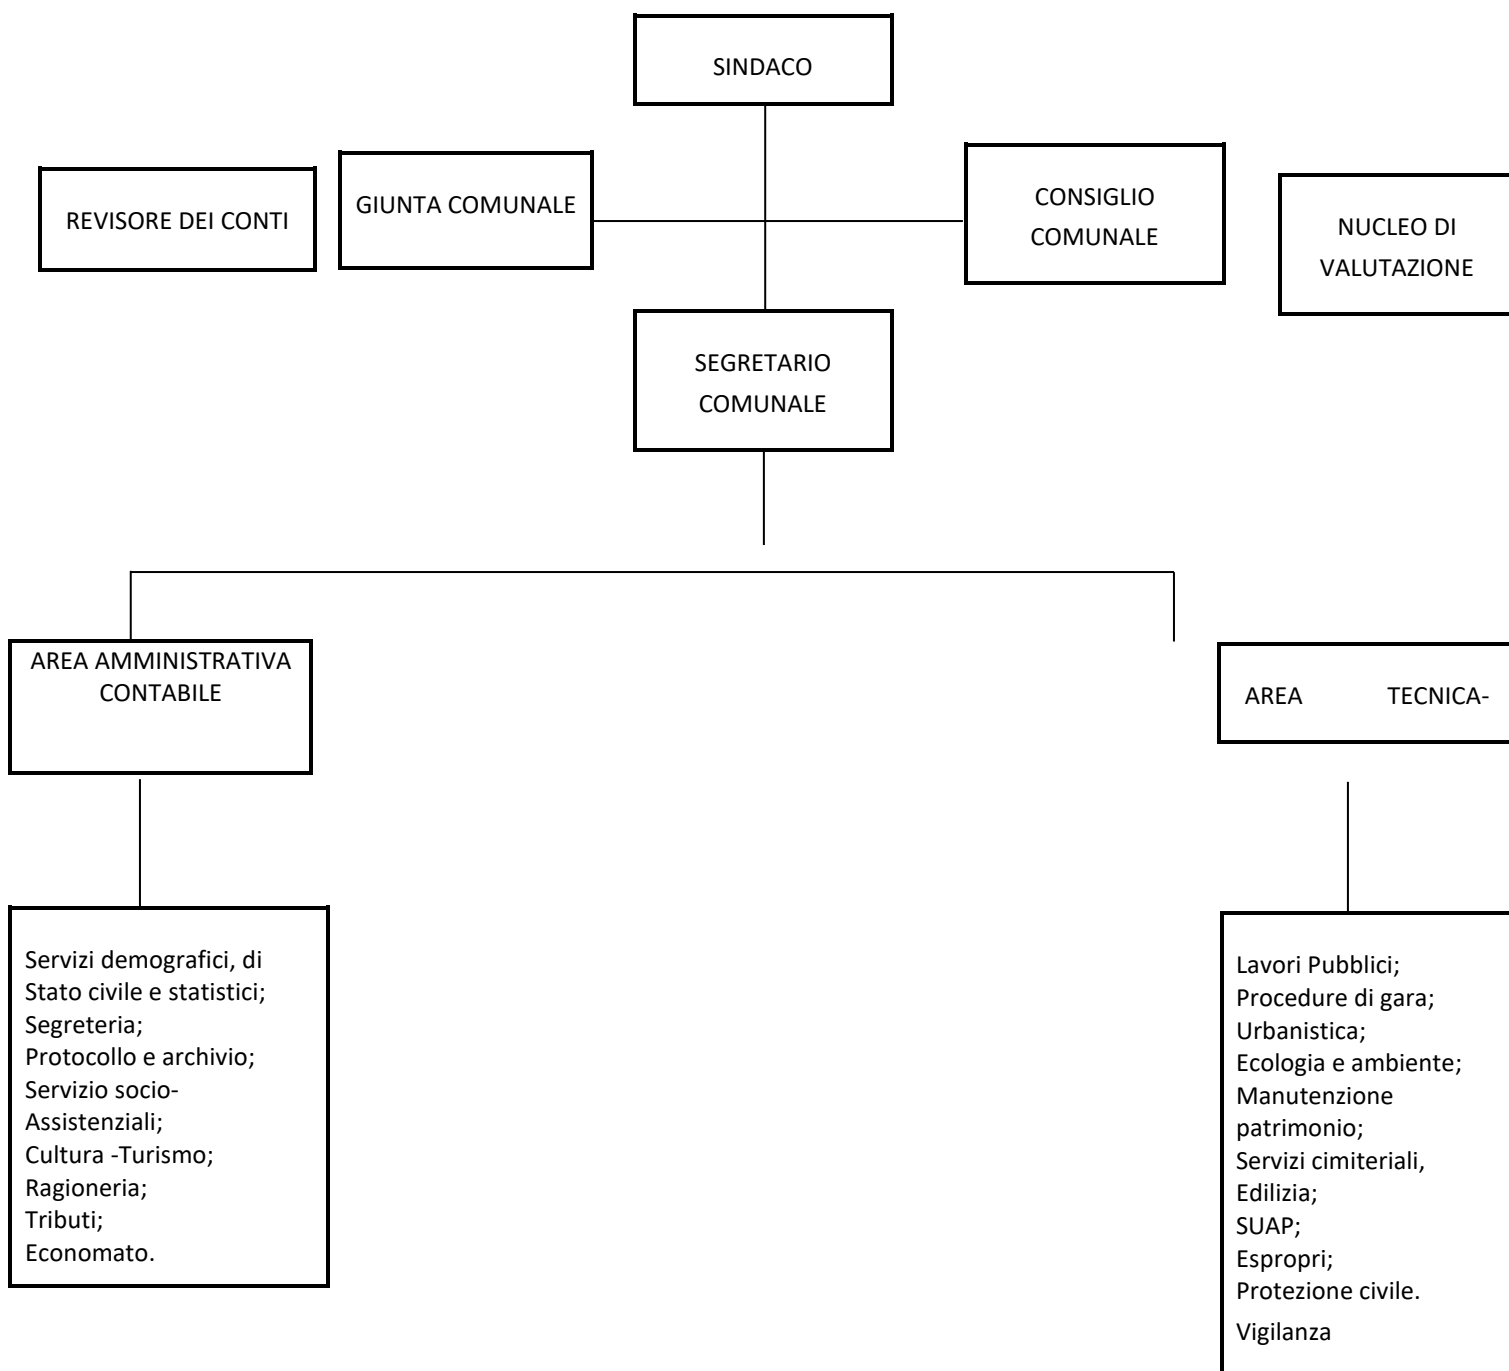 SINDACO
REVISORE DEI CONTI
GIUNTA COMUNALE
CONSIGLIO
COMUNALE
NUCLEO DI
VALUTAZIONE
SEGRETARIO
COMUNALE
AREA AMMINISTRATIVA
CONTABILE
AREA TECNICA-
Servizi demografici, di
Stato civile e statistici;
Segreteria;
Protocollo e archivio;
Servizio socio-
Assistenziali;
Cultura -Turismo;
Ragioneria;
Tributi;
Economato.
Lavori Pubblici;
Procedure di gara;
Urbanistica;
Ecologia e ambiente;
Manutenzione
patrimonio;
Servizi cimiteriali,
Edilizia;
SUAP;
Espropri;
Protezione civile.
Vigilanza